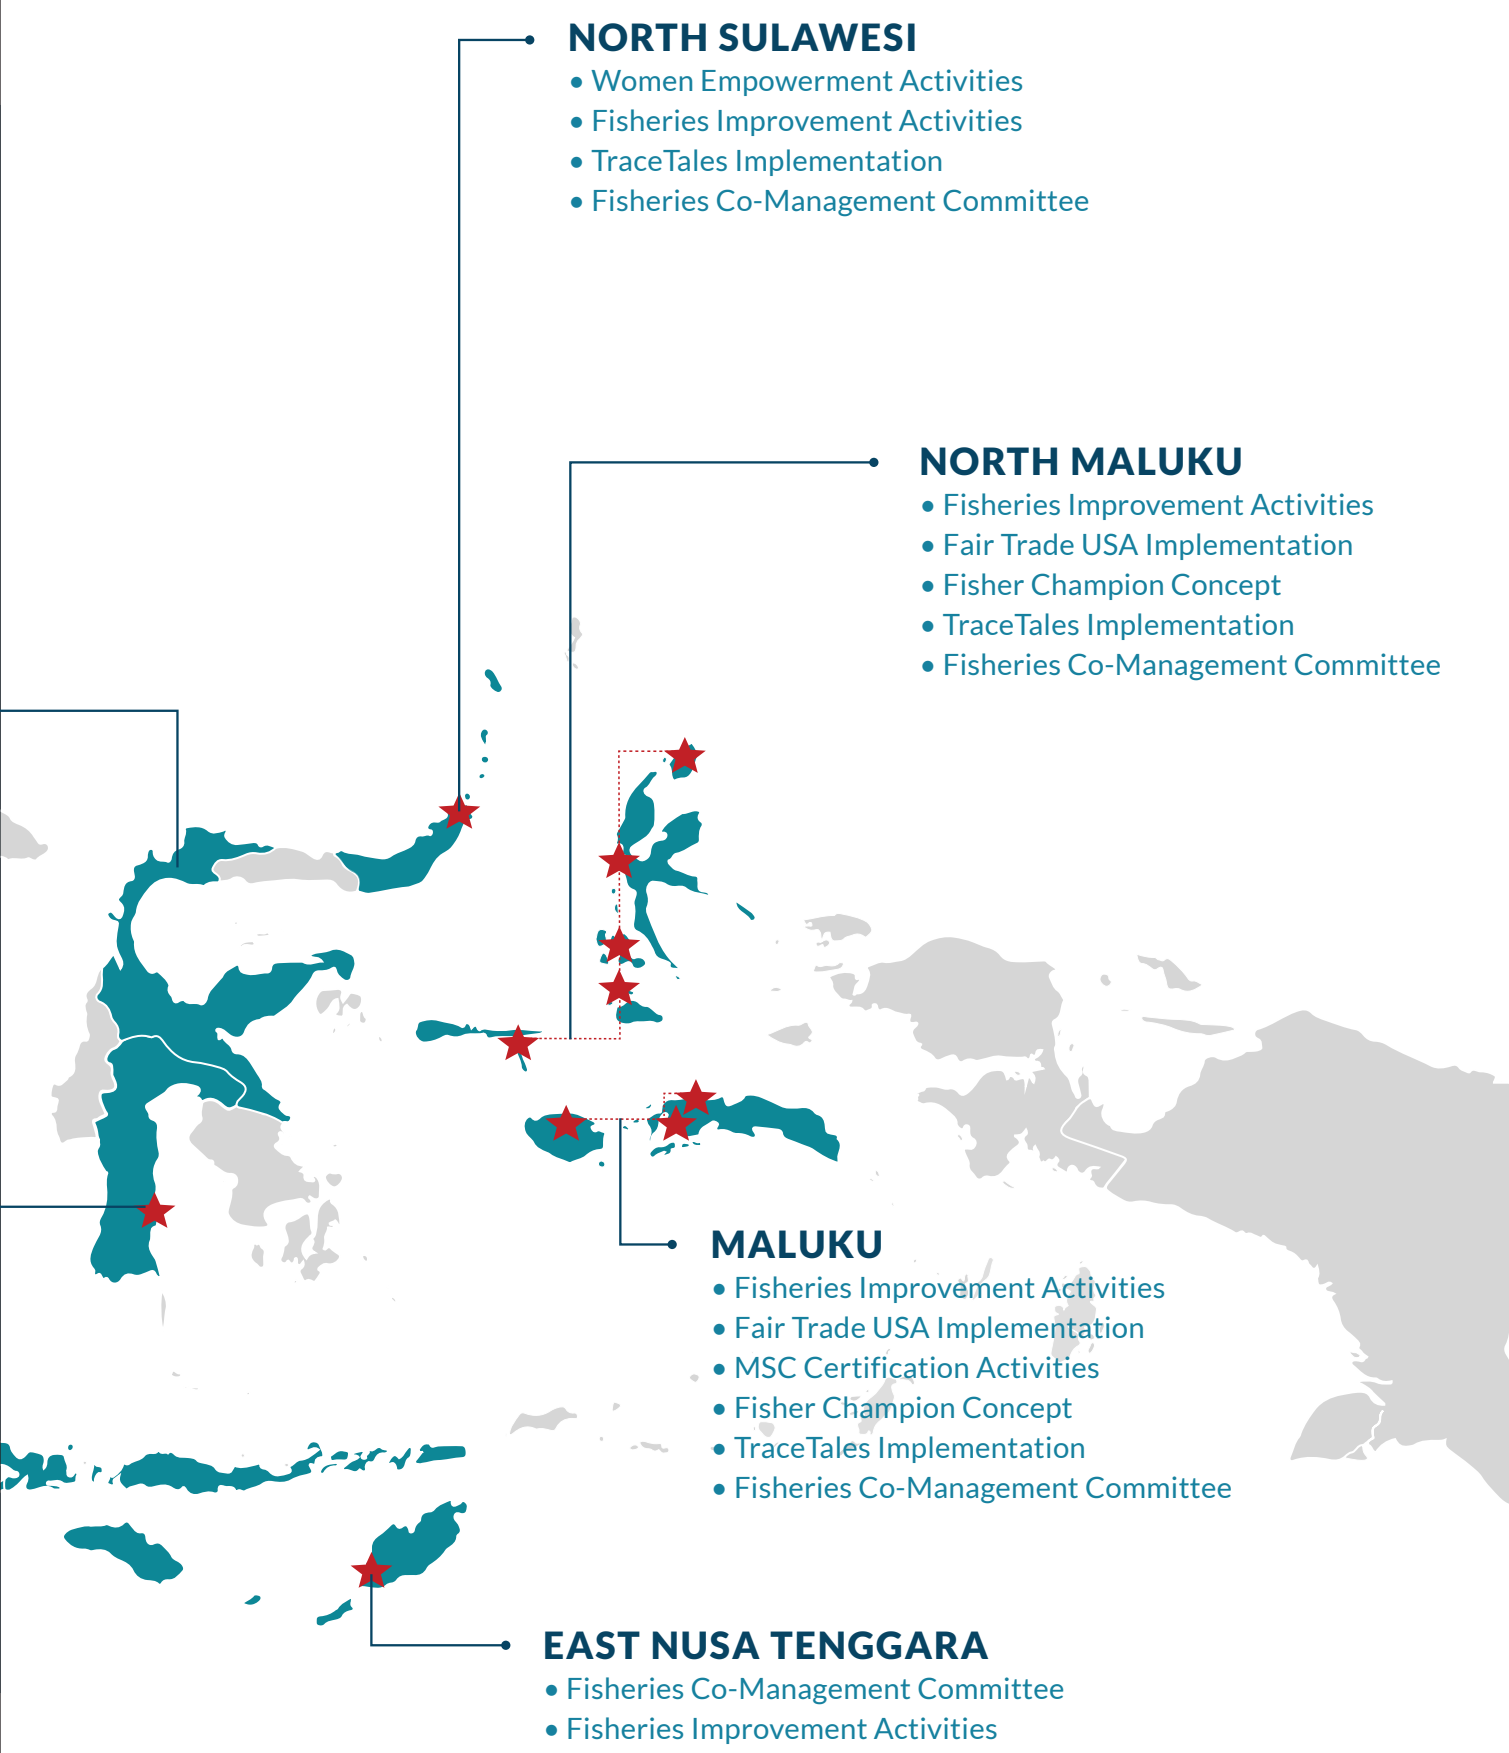 NORTH SULAWESI
• Women Empowerment Activities
• Fisheries Improvement Activities
• TraceTales Implementation
• Fisheries Co-Management Committee
NORTH MALUKU
• Fisheries Improvement Activities
• Fair Trade USA Implementation
• Fisher Champion Concept
• TraceTales Implementation
• Fisheries Co-Management Committee
MALUKU
• Fisheries Improvement Activities
• Fair Trade USA Implementation
• MSC Certification Activities
• Fisher Champion Concept
• TraceTales Implementation
• Fisheries Co-Management Committee
EAST NUSA TENGGARA
• Fisheries Co-Management Committee
• Fisheries Improvement Activities